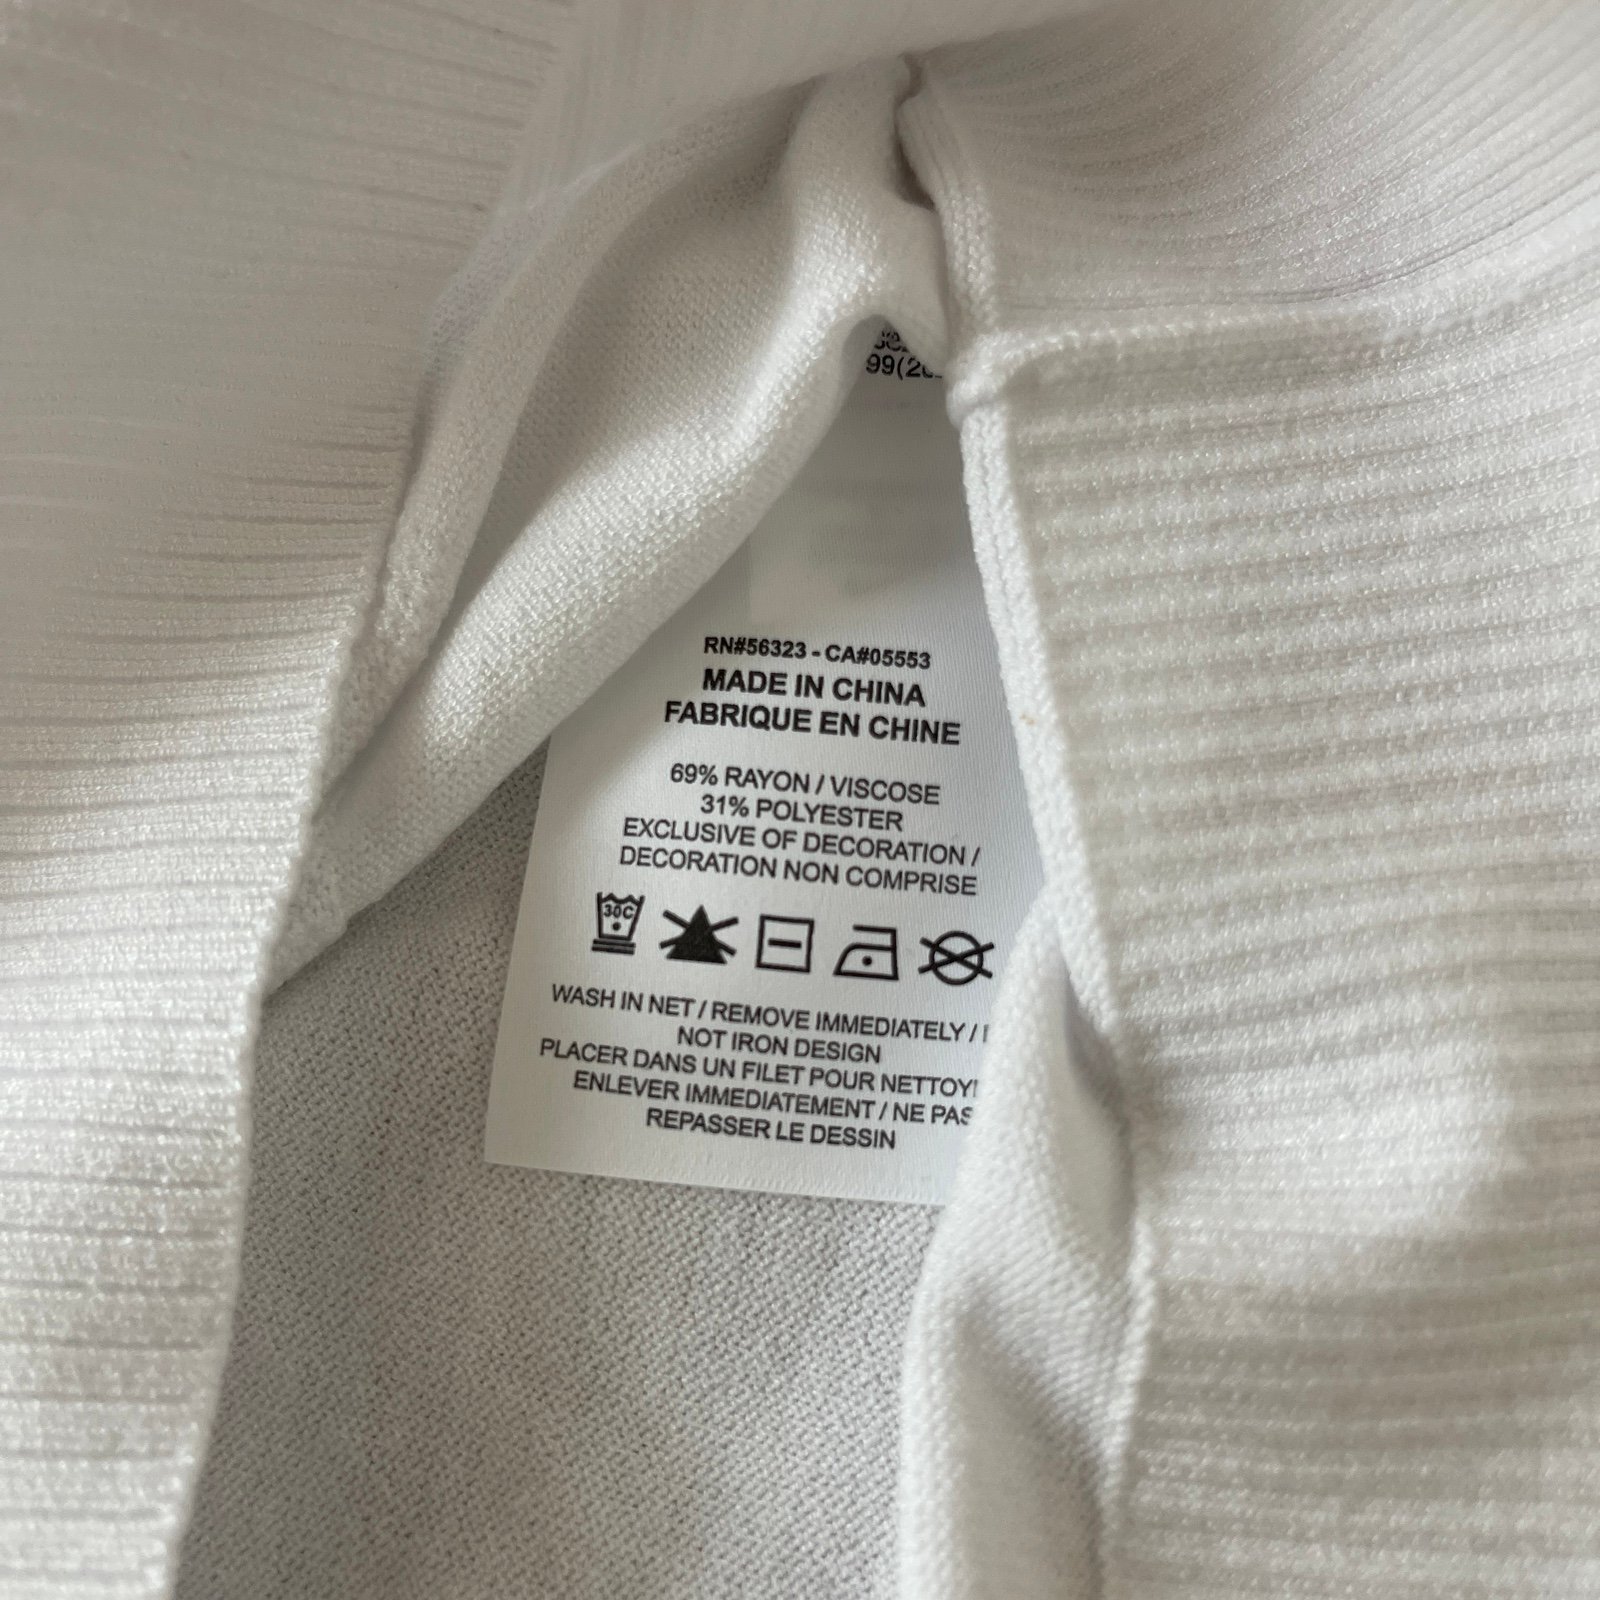 99(2
RN#56323 - CA#05553
MADE IN CHINA
FABRIQUE EN CHINE
69% RAYON / VISCOSE
31% POLYESTER
EXCLUSIVE OF DECORATION /
DECORATION NON COMPRISE
30C
WASH IN NET / REMOVE IMMEDIATELY /
NOT IRON DESIGN
PLACER DANS UN FILET POUR
ENLEVER IMMEDIATEMENT / NE PAS
REPASSER LE DESSIN